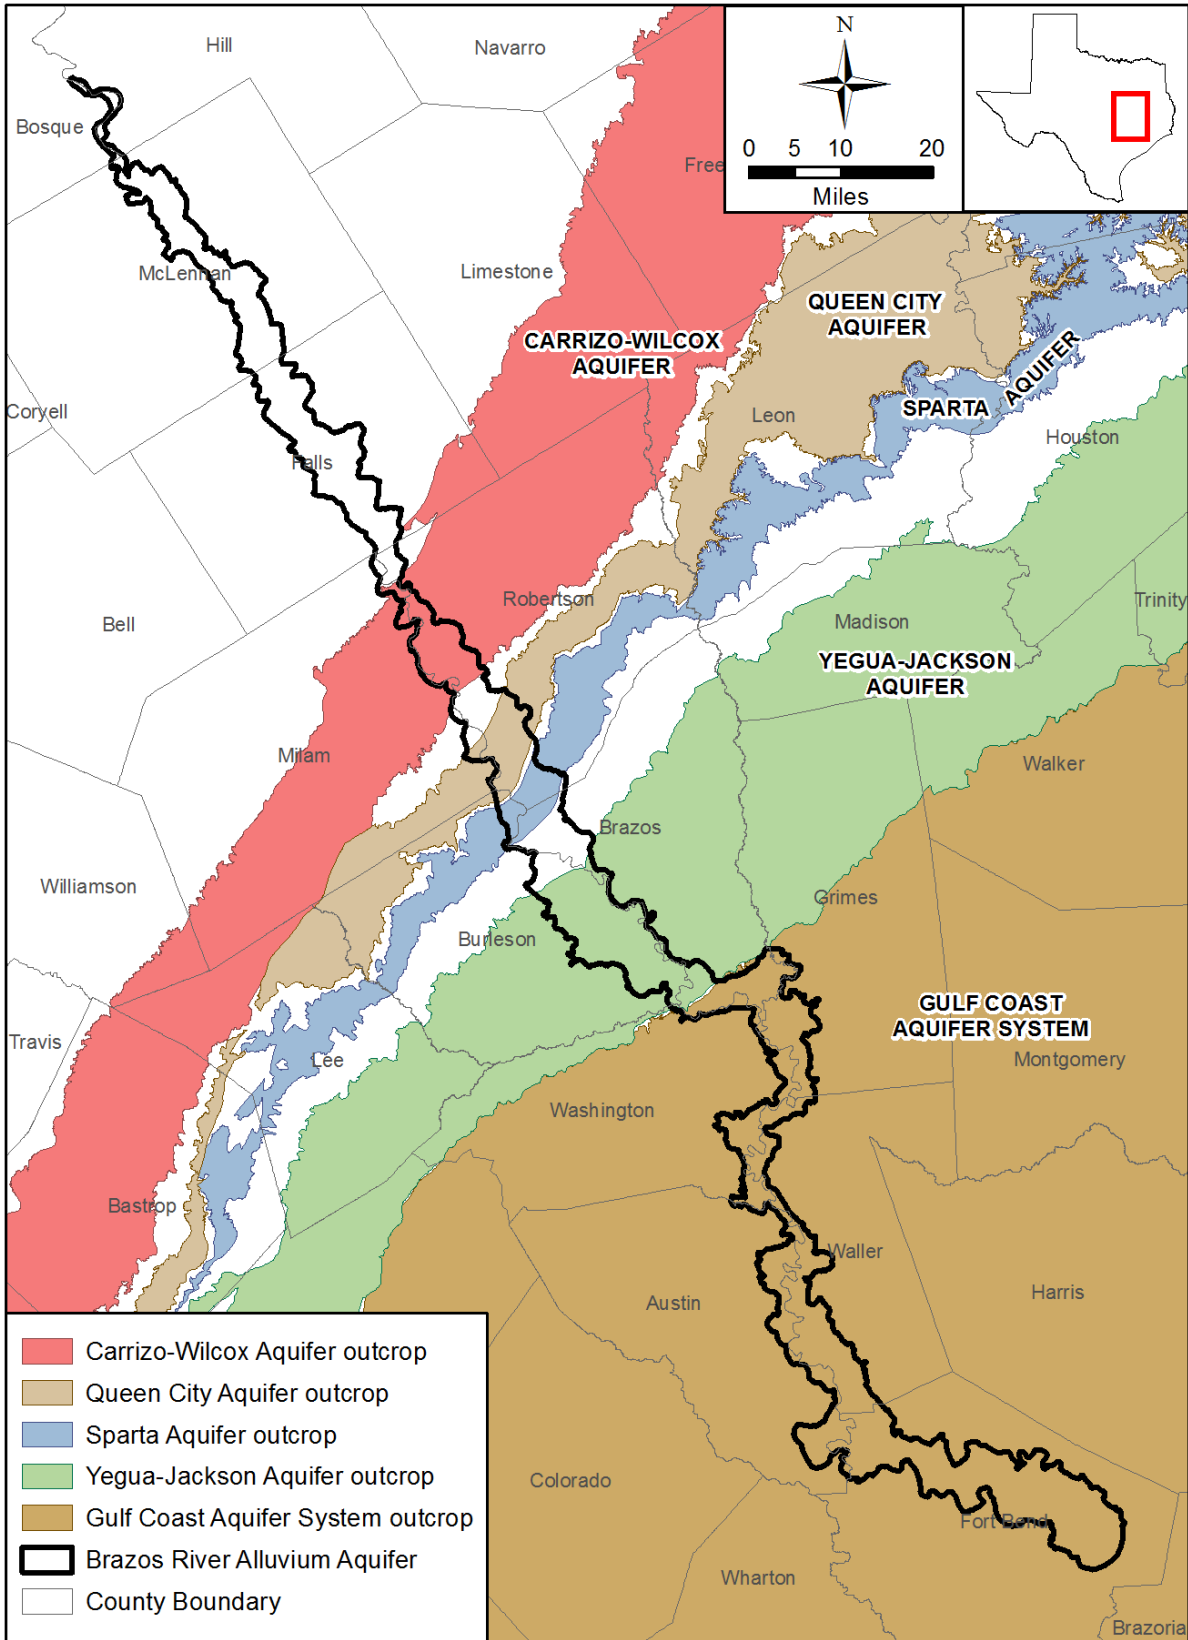 Hill
Navarro
N
0 5 10 20
Miles
Bosque
Free
McLennan
Limestone
QUEEN CITY
AQUIFER
CARRIZO-WILCOX
AQUIFER
SPARTA AQUIFER
Coryell
Leon
Houston
Falls
Robertson
Bell
Madison
Trinity
YEGUA-JACKSON
AQUIFER
Milam
Walker
Brazos
Williamson
Grimes
Burleson
GULF COAST
AQUIFER SYSTEM
Travis
Lee
Montgomery
Washington
Bastrop
Waller
Austin
Harris
Colorado
Fort Bend
Wharton
Brazoria
Carrizo-Wilcox Aquifer outcrop
Queen City Aquifer outcrop
Sparta Aquifer outcrop
Yegua-Jackson Aquifer outcrop
Gulf Coast Aquifer System outcrop
Brazos River Alluvium Aquifer
County Boundary